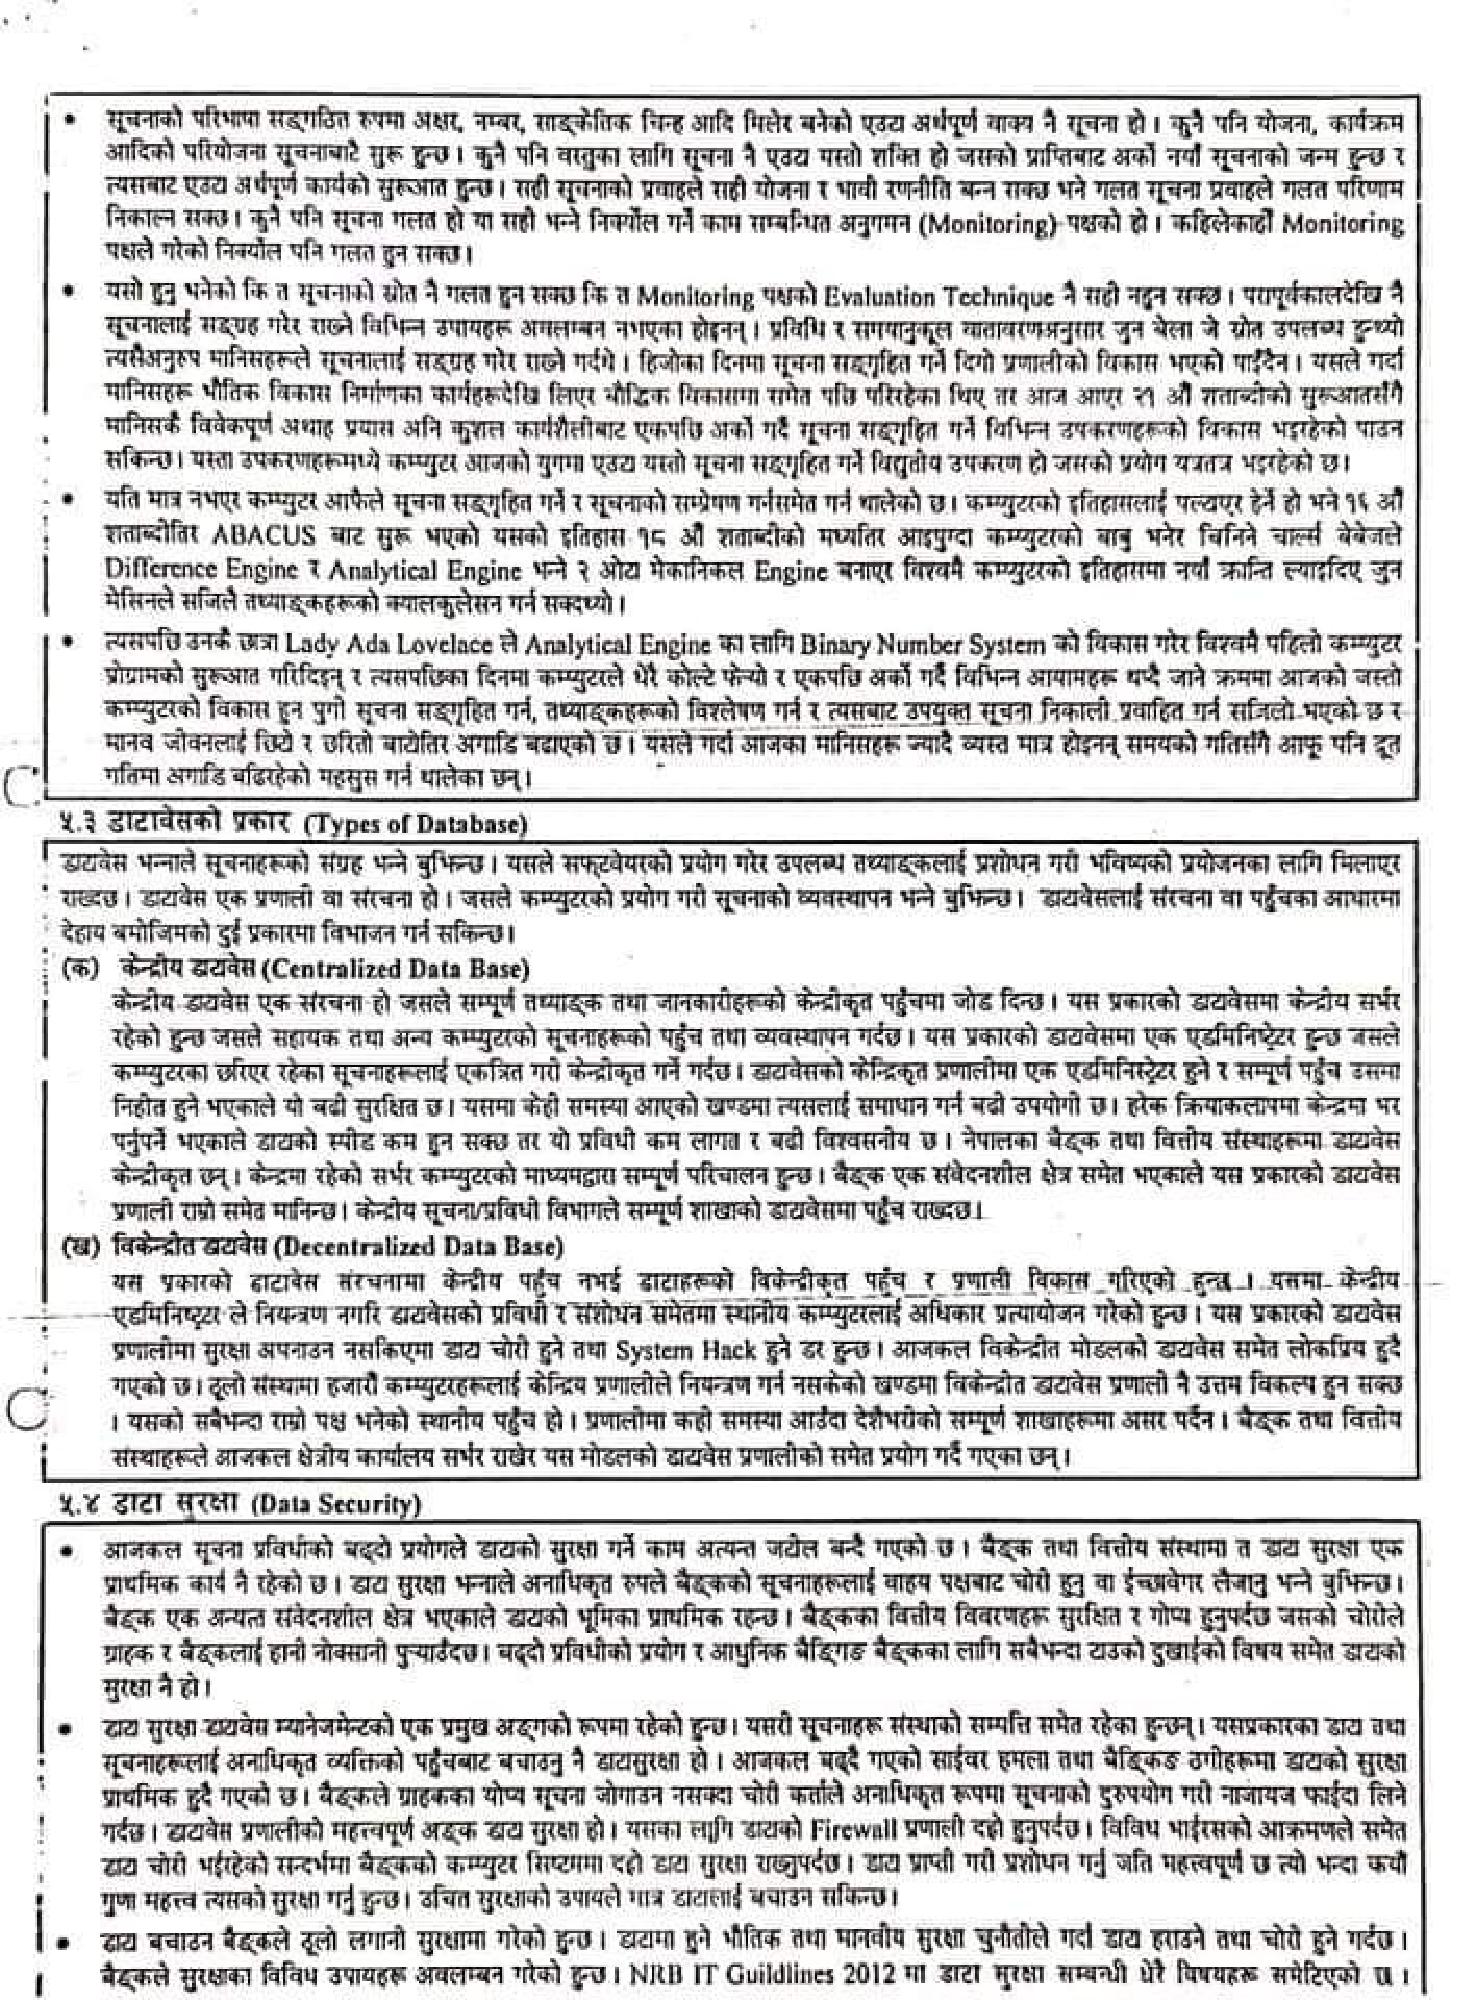 • सूचनाको परिभाषा सङ्गठित रुपमा अक्षर, नम्बर, साङ्केतिक चिन्ह आदि मिलेर बनेको एउटा अर्थपूर्ण वाक्य नै सूचना हो । कुनै पनि योजना, कार्यक्रम
आदिको परियोजना सूचनाबाटै सुरू हुन्छ । कुनै पनि वस्तुका लागि सूचना नै एउटा यस्तो शक्ति हो जसको प्राप्तिबाट अर्को नयाँ सूचनाको जन्म हुन्छ र
त्यसबाट एउटा अर्थपूर्ण कार्यको सुरूआत हुन्छ । सही सूचनाको प्रवाहले सही योजना र भावी रणनीति बन्न सक्छ भने गलत सूचना प्रवाहले गलत परिणाम
निकाल्न सक्छ । कुनै पनि सूचना गलत हो या सही भन्ने निर्क्यौल गर्ने काम सम्बन्धित अनुगमन (Monitoring) पक्षको हो । कहिलेकाहीँ Monitoring
पक्षले गरेको निर्क्यौल पनि गलत हुन सक्छ ।
• यसो हुनु भनेको कि त सूचनाको स्रोत नै गलत हुन सक्छ कि त Monitoring पक्षको Evaluation Technique नै सही नहुन सक्छ । परापूर्वकालदेखि नै
सूचनालाई सङ्ग्रह गरेर राख्ने विभिन्न उपायहरू अवलम्बन नभएका होइनन् । प्रविधि र समयानुकूल वातावरणअनुसार जुन बेला जे स्रोत उपलब्ध हुन्थ्यो
त्यसैअनुरुप मानिसहरूले सूचनालाई सङ्ग्रह गरेर राख्ने गर्दथे । हिजोका दिनमा सूचना सङ्गृहित गर्ने दिगो प्रणालीको विकास भएको पाईंदैन । यसले गर्दा
मानिसहरू भौतिक विकास निर्माणका कार्यहरूदेखि लिएर बौद्धिक विकासमा समेत पछि परिरहेका थिए तर आज आएर २१ औं शताब्दीको सुरूआतसँगै
मानिसकै विवेकपूर्ण अथाह प्रयास अनि कुशल कार्यशैलीबाट एकपछि अर्को गर्दै सूचना सङ्गृहित गर्ने विभिन्न उपकरणहरूको विकास भइरहेको पाउन
सकिन्छ । यस्ता उपकरणहरूमध्ये कम्प्युटर आजको युगमा एउटा यस्तो सूचना सङ्गृहित गर्ने विद्युतीय उपकरण हो जसको प्रयोग यत्रतत्र भइरहेको छ ।
• यति मात्र नभएर कम्प्युटर आफैले सूचना सङ्गृहित गर्ने र सूचनाको सम्प्रेषण गर्नसमेत गर्न थालेको छ । कम्प्युटरको इतिहासलाई पल्टाएर हेर्ने हो भने १६ औं
शताब्दीतिर ABACUS बाट सुरू भएको यसको इतिहास १८ औं शताब्दीको मध्यतिर आइपुग्दा कम्प्युटरको बाबु भनेर चिनिने चार्ल्स बेबेजले
Difference Engine र Analytical Engine भन्ने २ ओटा मेकानिकल Engine बनाएर विश्वमै कम्प्युटरको इतिहासमा नयाँ क्रान्ति ल्याइदिए जुन
मेसिनले सजिलै तथ्याङ्कहरूको क्यालकुलेसन गर्न सक्दथ्यो ।
• त्यसपछि उनकै छात्रा Lady Ada Lovelace ले Analytical Engine का लागि Binary Number System को विकास गरेर विश्वमै पहिलो कम्प्युटर
प्रोग्रामको सुरूआत गरिदिइन् र त्यसपछिका दिनमा कम्प्युटरले धेरै कोल्टे फेर्‍यो र एकपछि अर्को गर्दै विभिन्न आयामहरू थप्दै जाने क्रममा आजको जस्तो
कम्प्युटरको विकास हुन पुगी सूचना सङ्गृहित गर्न, तथ्याङ्कहरूको विश्लेषण गर्न र त्यसबाट उपयुक्त सूचना निकाली प्रवाहित गर्न सजिलो भएको छ र
मानव जीवनलाई छिटो र छरितो बाटोतिर अगाडि बढाएको छ । यसले गर्दा आजका मानिसहरू ज्यादै व्यस्त मात्र होइनन् समयको गतिसँगै आफू पनि द्रूत
गतिमा अगाडि बढिरहेको महसुस गर्न थालेका छन् ।
५.३ डाटावेसको प्रकार (Types of Database)
डाटावेस भन्नाले सूचनाहरूको संग्रह भन्ने बुझिन्छ । यसले सफ्टवेयरको प्रयोग गरेर उपलब्ध तथ्याङ्कलाई प्रशोधन गरी भविष्यको प्रयोजनका लागि मिलाएर
राख्दछ । डाटावेस एक प्रणाली वा संरचना हो । जसले कम्प्युटरको प्रयोग गरी सूचनाको व्यवस्थापन भन्ने बुझिन्छ । डाटावेसलाई संरचना वा पहुँचका आधारमा
देहाय बमोजिमको दुई प्रकारमा विभाजन गर्न सकिन्छ ।
(क) केन्द्रीय डाटावेस (Centralized Data Base)
केन्द्रीय डाटावेस एक संरचना हो जसले सम्पूर्ण तथ्याङ्क तथा जानकारीहरूको केन्द्रीकृत पहुँचमा जोड दिन्छ । यस प्रकारको डाटावेसमा केन्द्रीय सर्भर
रहेको हुन्छ जसले सहायक तथा अन्य कम्प्युटरको सूचनाहरूको पहुँच तथा व्यवस्थापन गर्दछ । यस प्रकारको डाटावेसमा एक एडमिनिष्ट्रेटर हुन्छ जसले
कम्प्युटरका छरिएर रहेका सूचनाहरूलाई एकत्रित गरी केन्द्रीकृत गर्ने गर्दछ । डाटावेसको केन्द्रिकृत प्रणालीमा एक एडमिनिस्ट्रेटर हुने र सम्पूर्ण पहुँच उसमा
निहीत हुने भएकाले यो बढी सुरक्षित छ । यसमा केही समस्या आएको खण्डमा त्यसलाई समाधान गर्न बढी उपयोगी छ । हरेक क्रियाकलापमा केन्द्रमा भर
पर्नुपर्ने भएकाले डाटाको स्पीड कम हुन सक्छ तर यो प्रविधी कम लागत र बढी विश्वसनीय छ । नेपालका बैङ्क तथा वित्तीय संस्थाहरूमा डाटावेस
केन्द्रीकृत छन् । केन्द्रमा रहेको सर्भर कम्प्युटरको माध्यमद्वारा सम्पूर्ण परिचालन हुन्छ । बैङ्क एक संवेदनशील क्षेत्र समेत भएकाले यस प्रकारको डाटावेस
प्रणाली राम्रो समेत मानिन्छ । केन्द्रीय सूचना/प्रविधी विभागले सम्पूर्ण शाखाको डाटावेसमा पहुँच राख्दछ ।
(ख) विकेन्द्रीत डाटावेस (Decentralized Data Base)
यस प्रकारको डाटावेस संरचनामा केन्द्रीय पहुँच नभई डाटाहरूको विकेन्द्रीकृत पहुँच र प्रणाली विकास गरिएको हुन्छ । यसमा केन्द्रीय
एडमिनिष्ट्रेटर ले नियन्त्रण नगरि डाटावेसको प्रविधी र संशोधन समेतमा स्थानीय कम्प्युटरलाई अधिकार प्रत्यायोजन गरेको हुन्छ । यस प्रकारको डाटावेस
प्रणालीमा सुरक्षा अपनाउन नसकिएमा डाटा चोरी हुने तथा System Hack हुने डर हुन्छ । आजकल विकेन्द्रीत मोडलको डाटावेस समेत लोकप्रिय हुदै
गएको छ । ठूलो संस्थामा हजारौं कम्प्युटरहरूलाई केन्द्रिय प्रणालीले नियन्त्रण गर्न नसकेको खण्डमा विकेन्द्रीत डाटावेस प्रणाली नै उत्तम विकल्प हुन सक्छ
। यसको सबैभन्दा राम्रो पक्ष भनेको स्थानीय पहुँच हो । प्रणालीमा कही समस्या आउँदा देशैभरीको सम्पूर्ण शाखाहरूमा असर पर्दैन । बैङ्क तथा वित्तीय
संस्थाहरूले आजकल क्षेत्रीय कार्यालय सर्भर राखेर यस मोडलको डाटावेस प्रणालीको समेत प्रयोग गर्दै गएका छन् ।
५.४ डाटा सुरक्षा (Data Security)
• आजकल सूचना प्रविधीको बढ्दो प्रयोगले डाटाको सुरक्षा गर्ने काम अत्यन्त जटील बन्दै गएको छ । बैङ्क तथा वित्तीय संस्थामा त डाटा सुरक्षा एक
प्राथमिक कार्य नै रहेको छ । डाटा सुरक्षा भन्नाले अनाधिकृत रुपले बैङ्कको सूचनाहरूलाई वाहय पक्षबाट चोरी हुनु वा ईच्छावेगर लैजानु भन्ने बुझिन्छ ।
बैङ्क एक अन्यत्त संवेदनशील क्षेत्र भएकाले डाटाको भूमिका प्राथमिक रहन्छ । बैङ्कका वित्तीय विवरणहरू सुरक्षित र गोप्य हुनुपर्दछ जसको चोरीले
ग्राहक र बैङ्कलाई हानी नोक्सानी पुर्‍याउँदछ । बढ्दो प्रविधीको प्रयोग र आधुनिक बैङ्गिङ बैङ्कका लागि सबैभन्दा टाउको दुखाईको विषय समेत डाटाको
सुरक्षा नै हो ।
• डाटा सुरक्षा डाटावेस म्यानेजमेन्टको एक प्रमुख अङ्गको रूपमा रहेको हुन्छ । यसरी सूचनाहरू संस्थाको सम्पत्ति समेत रहेका हुन्छन् । यसप्रकारका डाटा तथा
सूचनाहरूलाई अनाधिकृत व्यक्तिको पहुँचबाट बचाउनु नै डाटासुरक्षा हो । आजकल बढ्दै गएको साईवर हमला तथा बैङ्किङ ठगीहरूमा डाटाको सुरक्षा
प्राथमिक हुदै गएको छ । बैङ्कले ग्राहकका योप्य सूचना जोगाउन नसक्दा चोरी कर्ताले अनाधिकृत रूपमा सूचनाको दुरुपयोग गरी नाजायज फाईदा लिने
गर्दछ । डाटावेस प्रणालीको महत्त्वपूर्ण अङ्क डाटा सुरक्षा हो । यसका लागि डाटाको Firewall प्रणाली दह्रो हुनुपर्दछ । विविध भाईरसको आक्रमणले समेत
डाटा चोरी भईरहेको सन्दर्भमा बैङ्कको कम्प्युटर सिष्टममा दह्रो डाटा सुरक्षा राख्नुपर्दछ । डाटा प्राप्ती गरी प्रशोधन गर्नु जति महत्त्वपूर्ण छ त्यो भन्दा कयौं
गुणा महत्त्व त्यसको सुरक्षा गर्नु हुन्छ । उचित सुरक्षाको उपायले मात्र डाटालाई बचाउन सकिन्छ ।
• डाटा बचाउन बैङ्कले ठूलो लगानी सुरक्षामा गरेको हुन्छ । डाटामा हुने भौतिक तथा मानवीय सुरक्षा चुनौतीले गर्दा डाटा हराउने तथा चोरी हुने गर्दछ ।
बैङ्कले सुरक्षाका विविध उपायहरू अवलम्बन गरेको हुन्छ । NRB IT Guildlines 2012 मा डाटा सुरक्षा सम्बन्धी धेरै विषयहरू समेटिएको छ ।